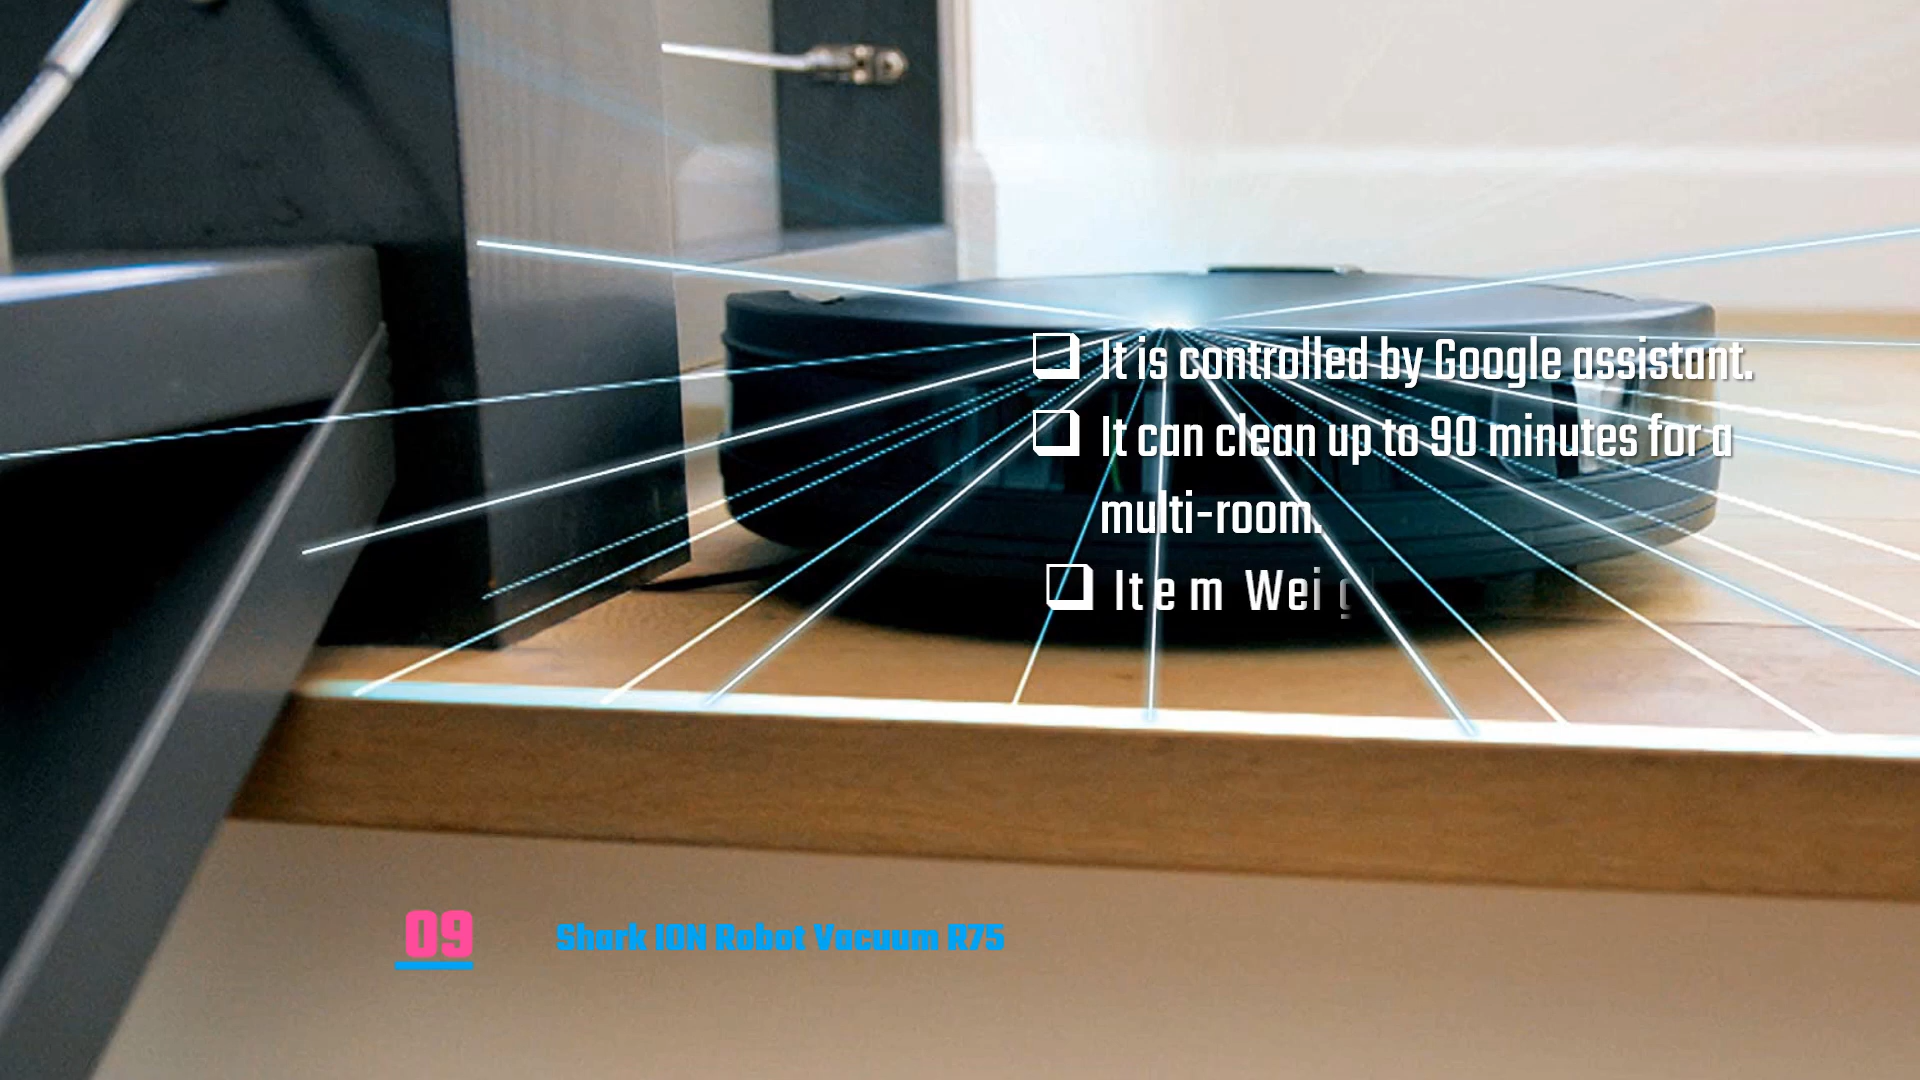 ❑ It is controlled by Google assistant.
❑ It can clean up to 90 minutes for a
multi-room.
❑ Item
09
Shark ION Robot Vacuum R75